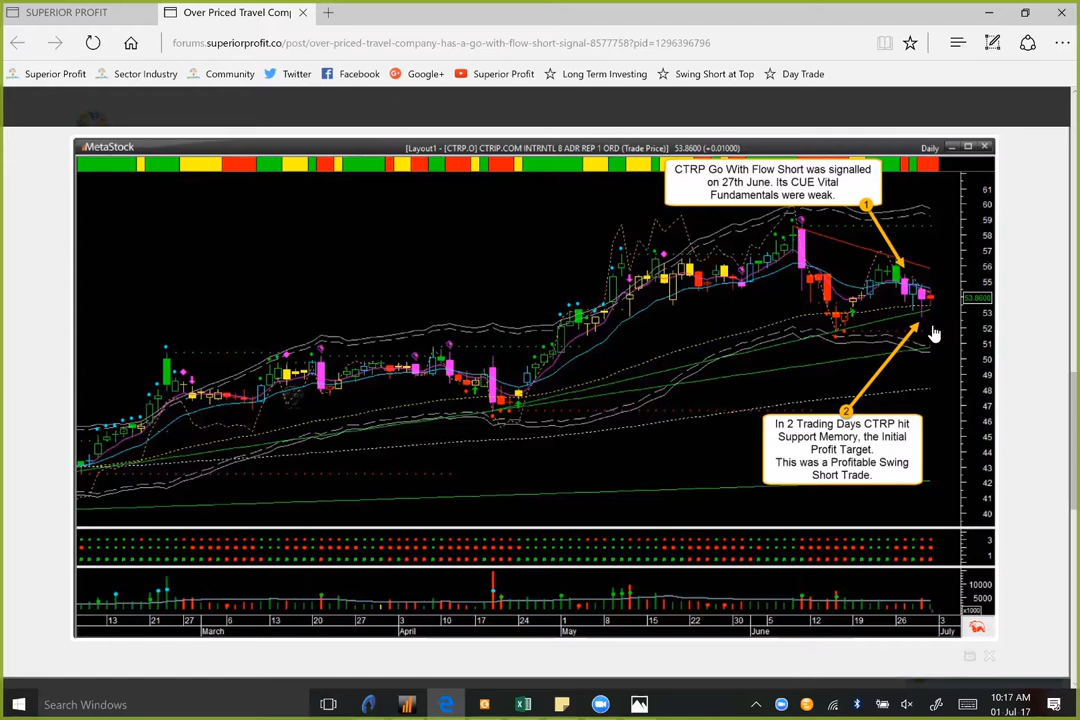 SUPERIOR PROFIT
Over Priced Travel Comp
forums.superiorprofit.co/post/over-priced-travel-company-has-a-go-with-flow-short-signal-8577758?pid=1296396796
Superior Profit
Sector Industry
Community
Twitter
Facebook
Google+
Superior Profit
Long Term Investing
Swing Short at Top
Day Trade
MetaStock
[Layout1 - [CTRP.O] CTRIP.COM INTRNTL 8 ADR REP 1 ORD (Trade Price)] 53.8600 (+0.01000)
Daily
CTRP Go With Flow Short was signalled
on 27th June. Its CUE Vital
Fundamentals were weak.
1
61
60
59
58
57
56
55
53.8600
53
52
51
50
49
48
47
46
45
44
43
42
41
40
2
In 2 Trading Days CTRP hit
Support Memory, the Initial
Profit Target.
This was a Profitable Swing
Short Trade.
3
2
1
10000
5000
x1000
13 21 27 6 13 20 27 3 10 17 24 1 8 15 22 30 5 12 19 26 3
March April May June July
Search Windows
10:17 AM
01-Jul-17